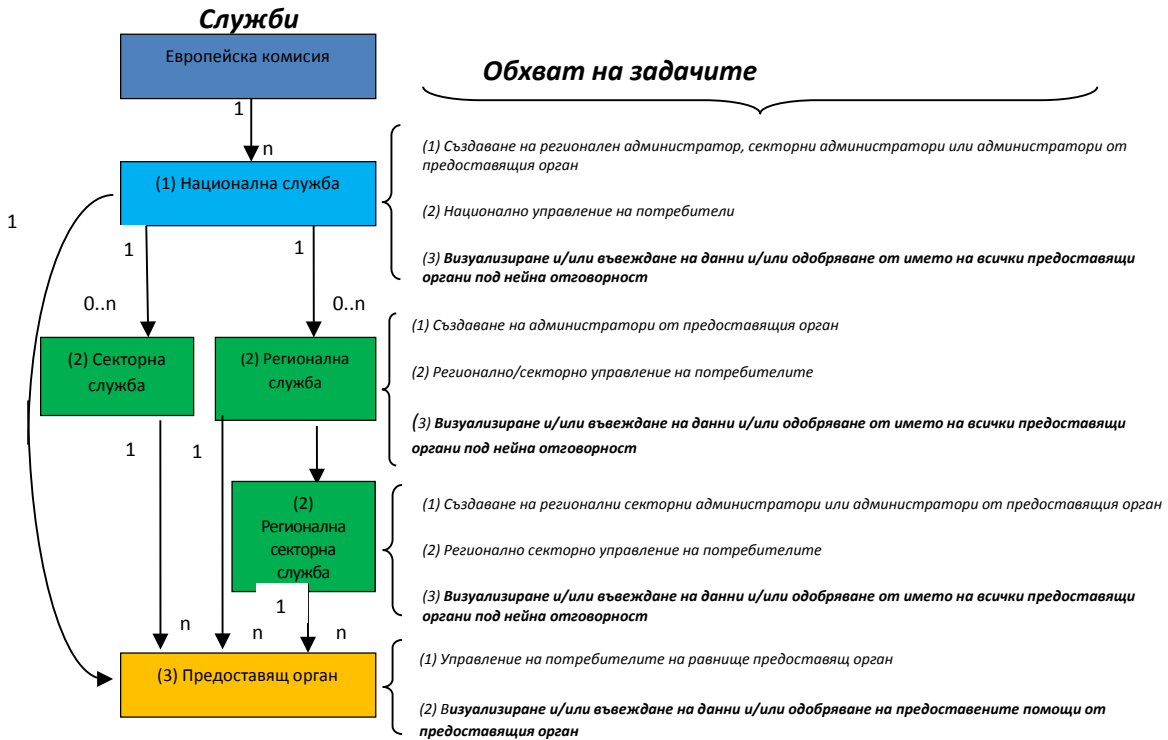 Служби
Европейска комисия
Обхват на задачите
1
n
(1) Създаване на регионален администратор, секторни администратори или администратори от
предоставящия орган
(1) Национална служба
(2) Национално управление на потребители
1
1
1
(3) Визуализиране и/или въвеждане на данни и/или одобряване от името на всички предоставящи
органи под нейна отговорност
0..n
0..n
(1) Създаване на администратори от предоставящия орган
(2) Секторна
служба
(2) Регионална
служба
(2) Регионално/секторно управление на потребителите
(3) Визуализиране и/или въвеждане на данни и/или одобряване от името на всички предоставящи
органи под нейна отговорност
1
1
(2)
Регионална
секторна
служба
(1) Създаване на регионални секторни администратори или администратори от предоставящия орган
(2) Регионално секторно управление на потребителите
(3) Визуализиране и/или въвеждане на данни и/или одобряване от името на всички предоставящи
органи под нейна отговорност
1
n
n
n
(3) Предоставящ орган
(1) Управление на потребителите на равнище предоставящ орган
(2) Визуализиране и/или въвеждане на данни и/или одобряване на предоставените помощи от
предоставящия орган